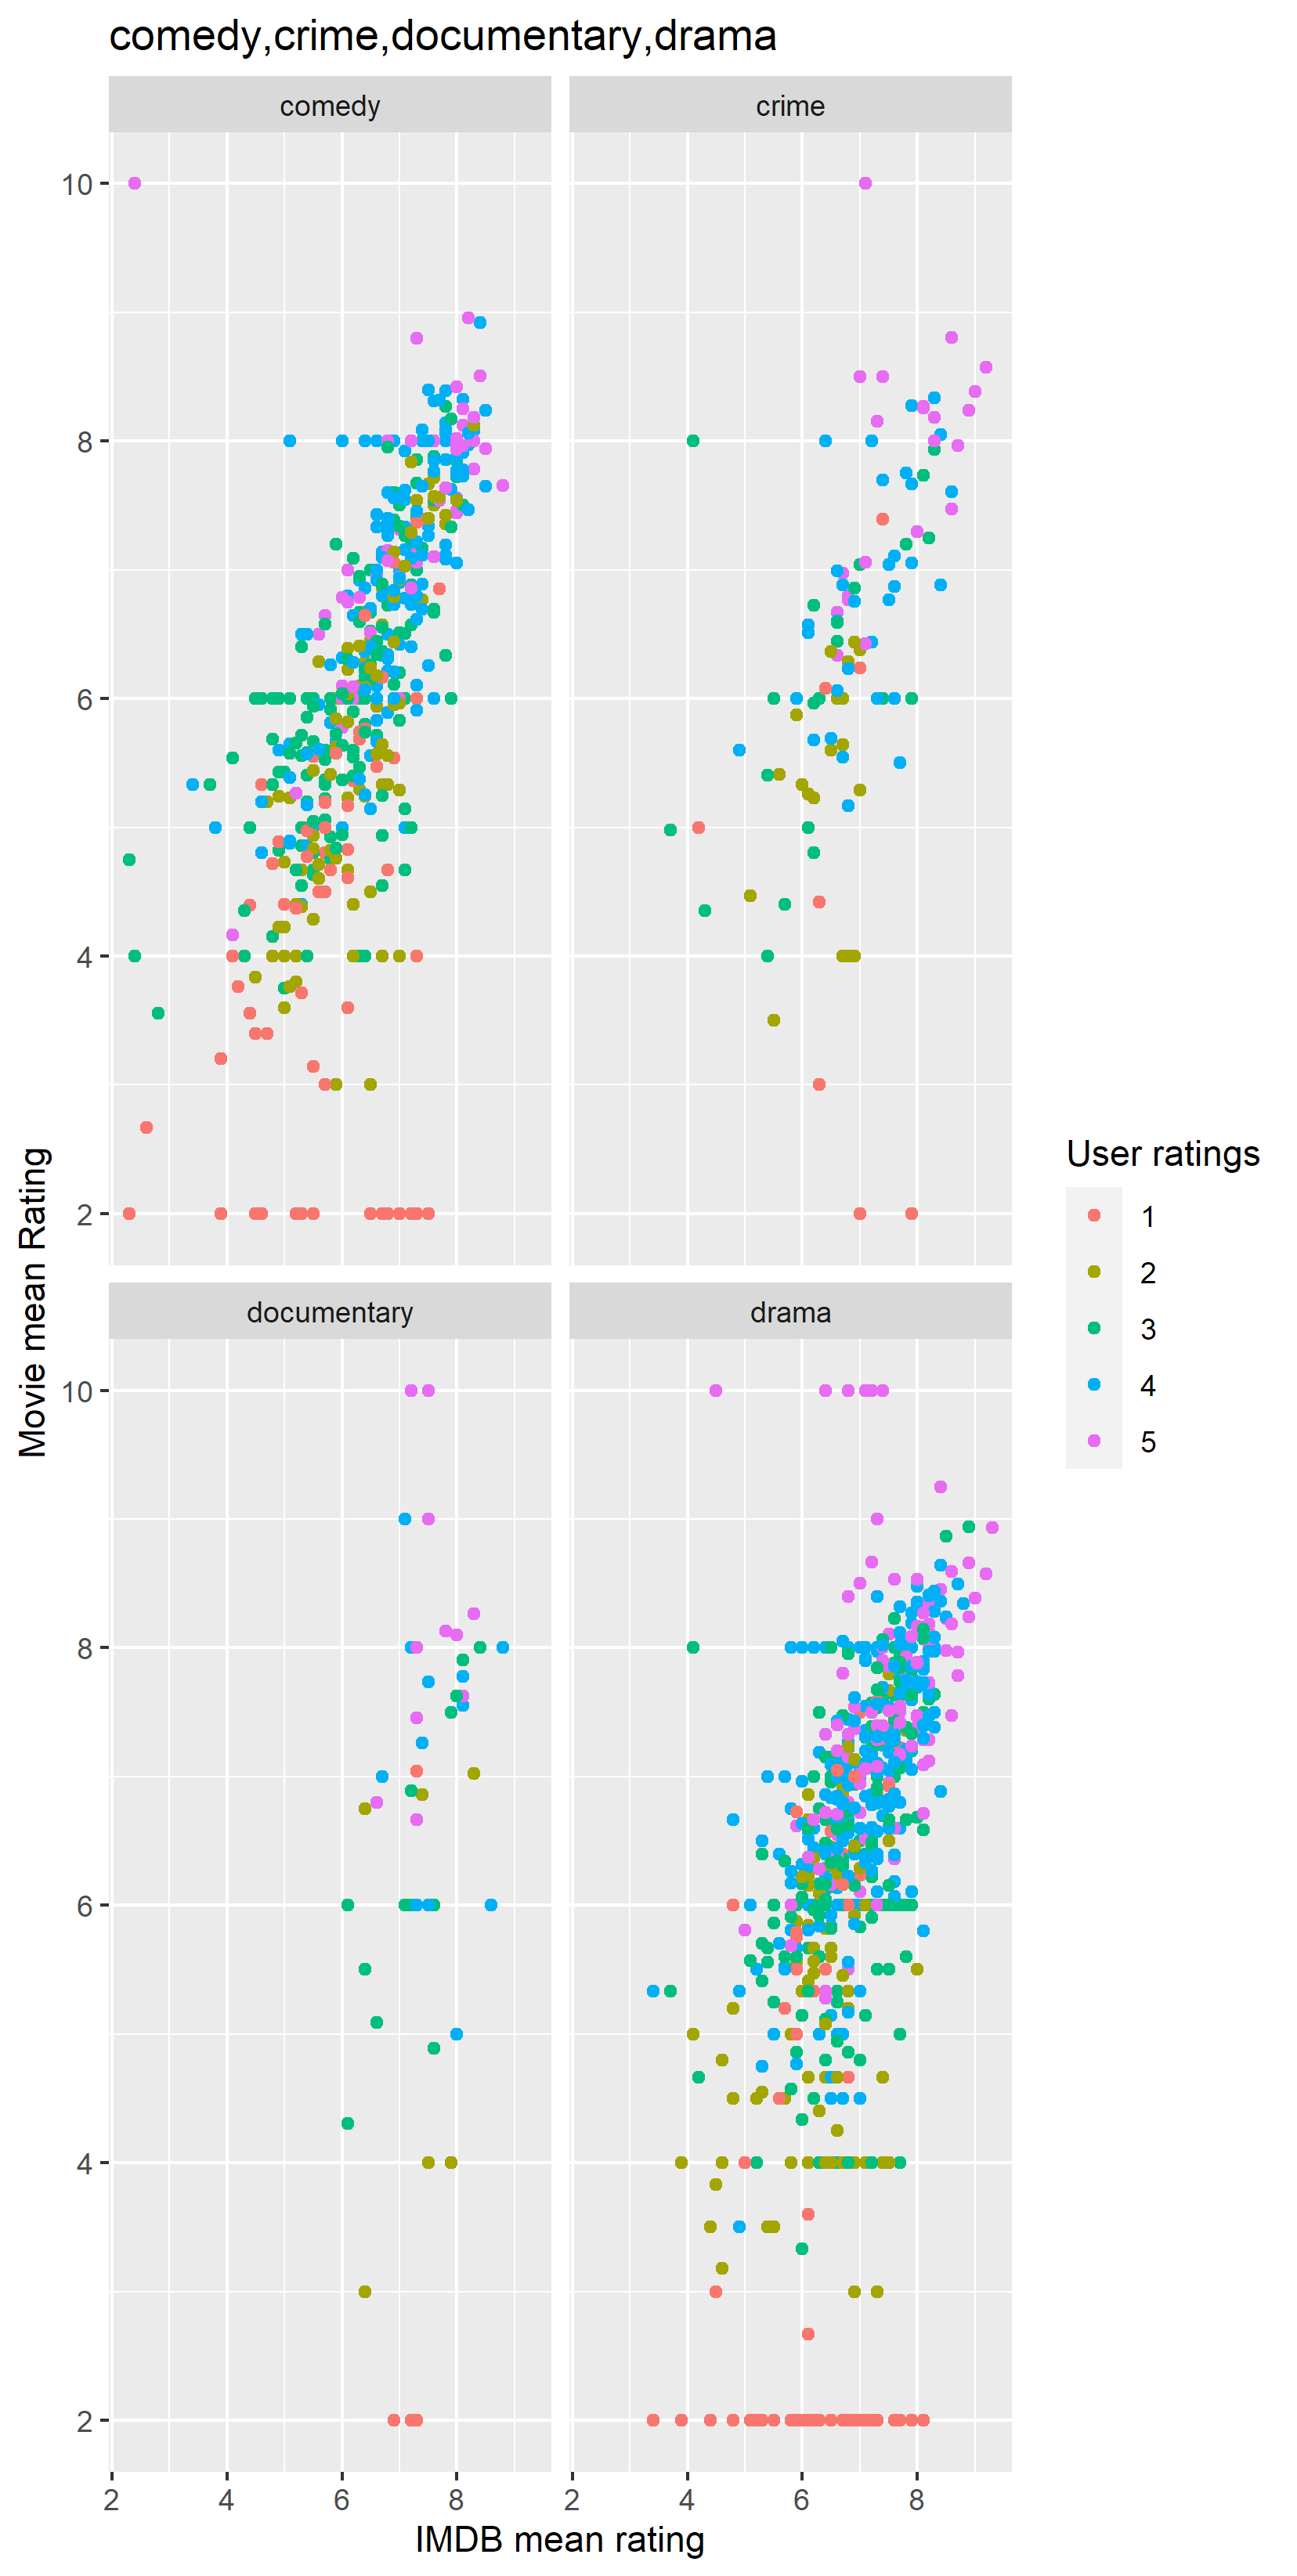 comedy,crime,documentary,drama
comedy
crime
10
8
6
4
2
documentary
drama
10
8
6
4
2
2 4 6 8
2 4 6 8
IMDB mean rating
Movie mean Rating
User ratings
1
2
3
4
5